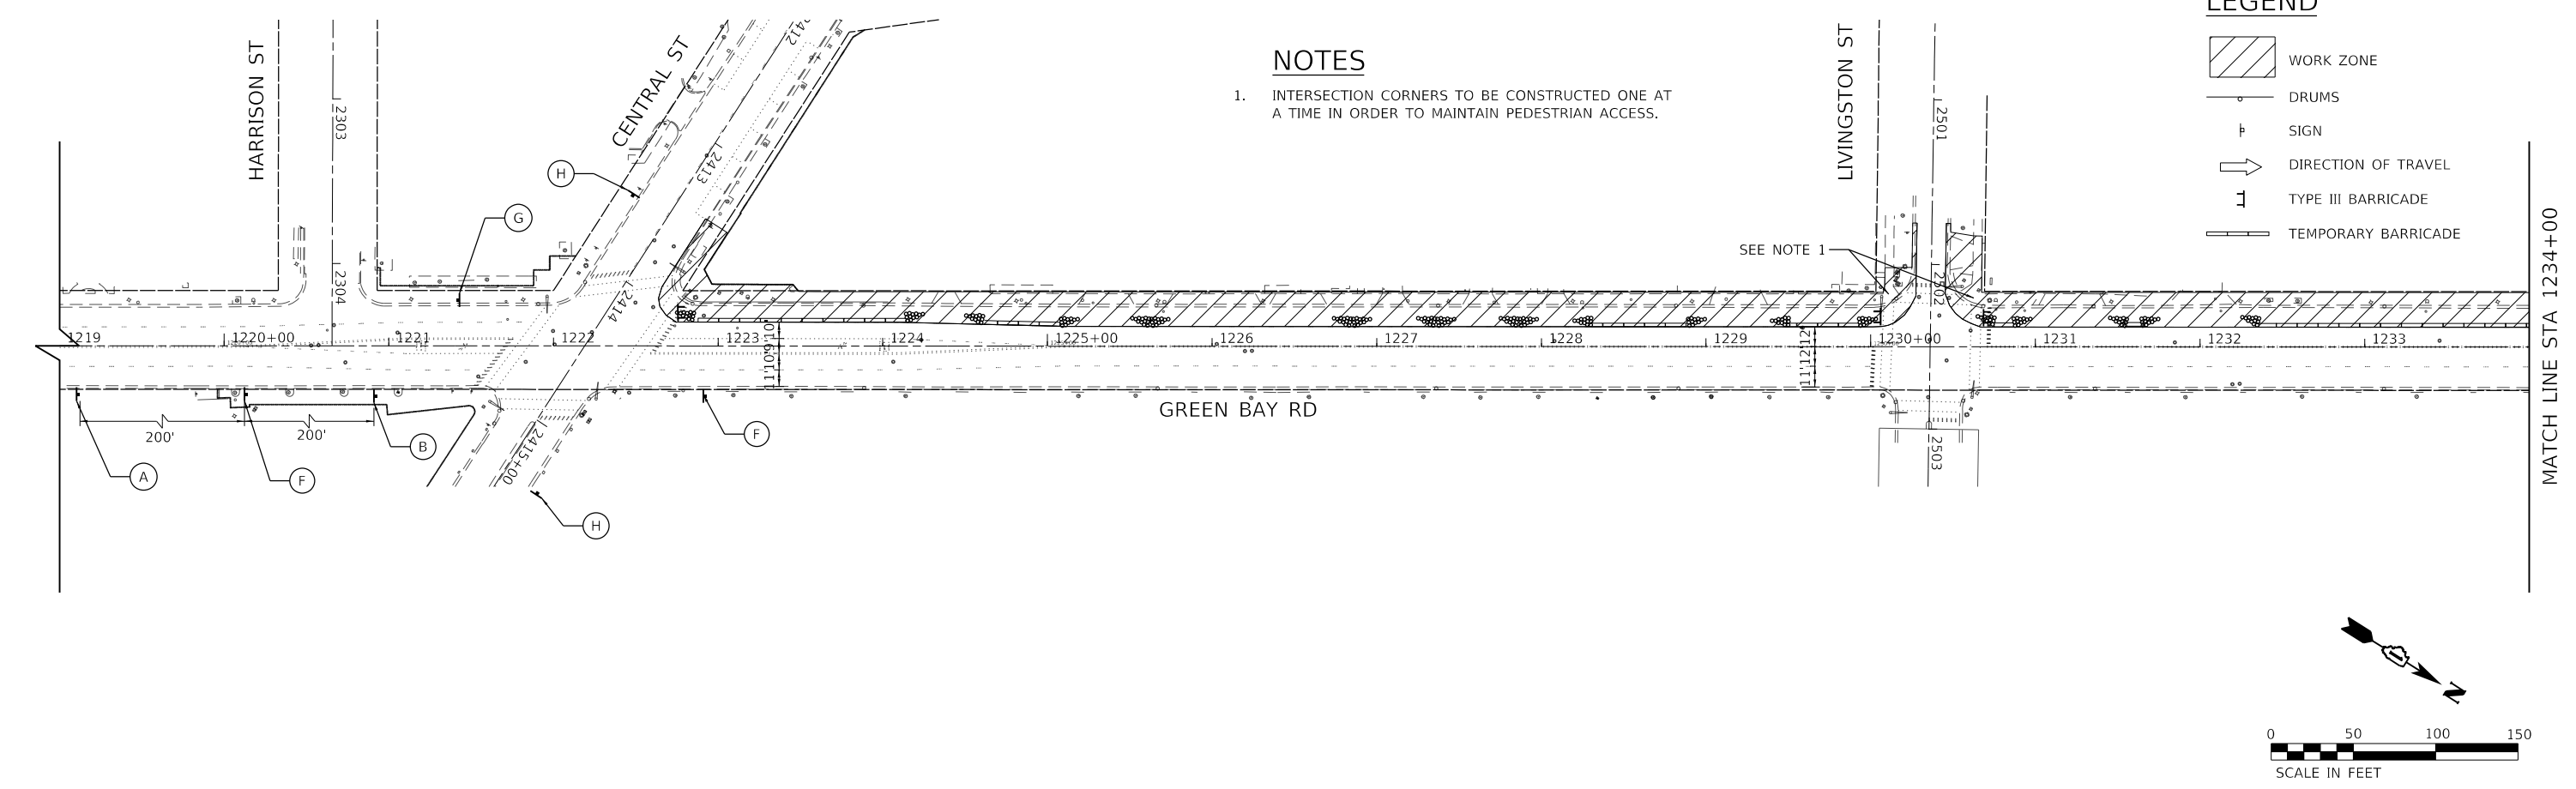 LEGEND
WORK ZONE
DRUMS
SIGN
DIRECTION OF TRAVEL
TYPE III BARRICADE
TEMPORARY BARRICADE
NOTES
1. INTERSECTION CORNERS TO BE CONSTRUCTED ONE AT
A TIME IN ORDER TO MAINTAIN PEDESTRIAN ACCESS.
HARRISON ST
CENTRAL ST
LIVINGSTON ST
2303
2304
2412
2413
2414
2415+00
2501
2502
2503
H
G
SEE NOTE 1
MATCH LINE STA 1234+00
1219
1220+00
1221
1222
1223
1224
1225+00
1226
1227
1228
1229
1230+00
1231
1232
1233
11'
12'
12'
GREEN BAY RD
200'
200'
A
F
B
F
H
N
0 50 100 150
SCALE IN FEET